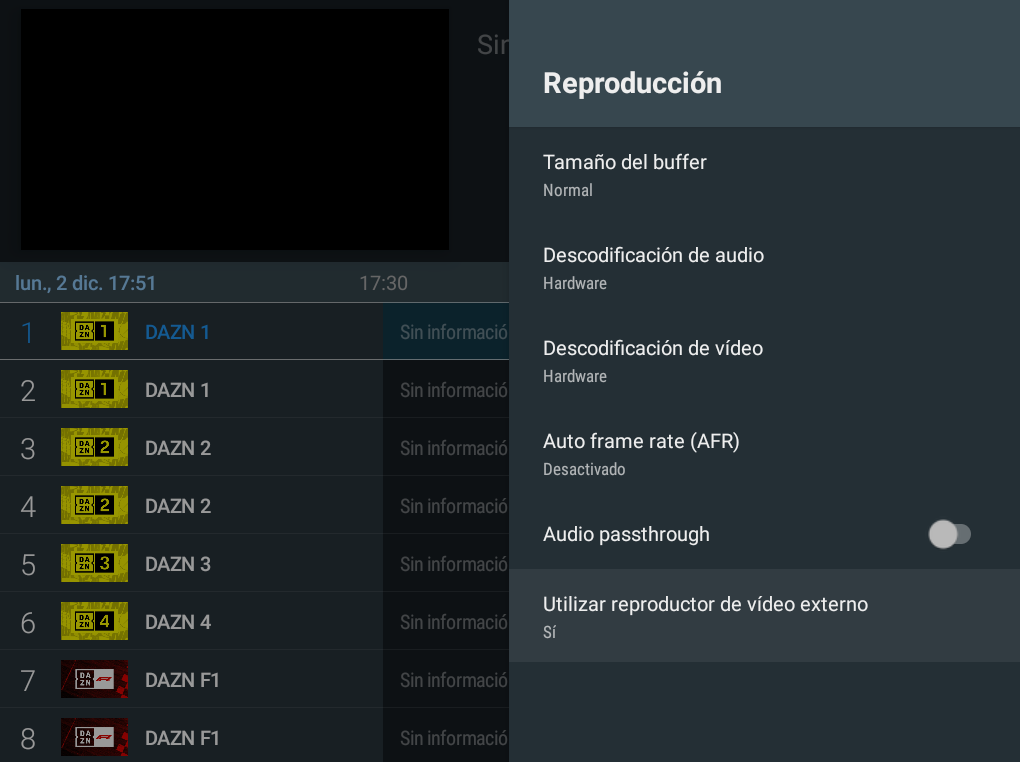 Sin
Reproducción
Tamaño del buffer
Normal
Descodificación de audio
Hardware
Descodificación de vídeo
Hardware
Auto frame rate (AFR)
Desactivado
Audio passthrough
Utilizar reproductor de vídeo externo
Sí
lun., 2 dic. 17:51 17:30
1 DAZN 1 DAZN 1 Sin informació
2 DAZN 1 DAZN 1 Sin informació
3 DAZN 2 DAZN 2 Sin informació
4 DAZN 2 DAZN 2 Sin informació
5 DAZN 3 DAZN 3 Sin informació
6 DAZN 4 DAZN 4 Sin informació
7 DAZN DAZN F1 Sin informació
8 DAZN DAZN F1 Sin informació